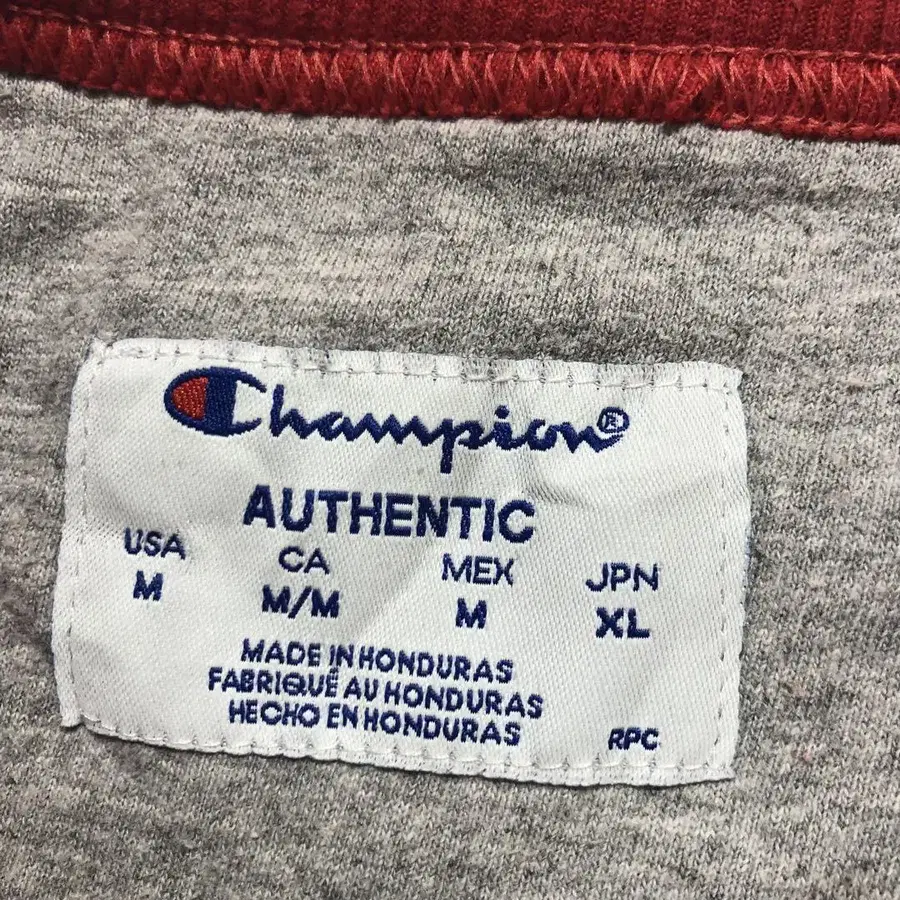 Champion®
AUTHENTIC
USA CA MEX JPN
M M/M M XL
MADE IN HONDURAS
FABRIQUÉ AU HONDURAS
HECHO EN HONDURAS
RPC